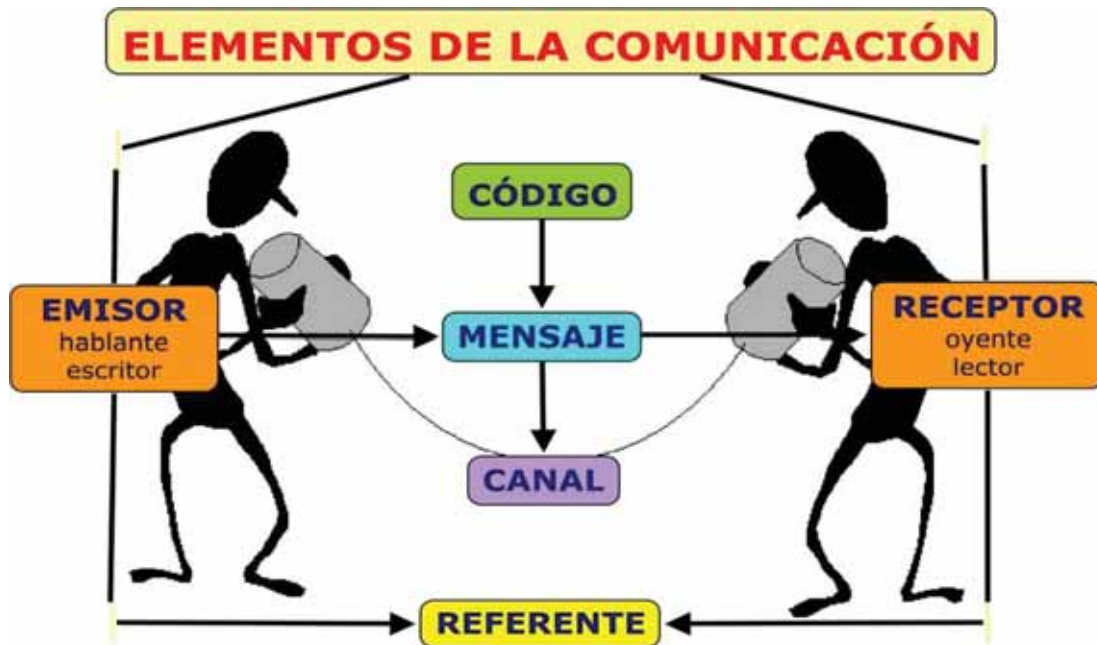 ELEMENTOS DE LA COMUNICACIÓN
CÓDIGO
EMISOR
hablante
escritor
MENSAJE
RECEPTOR
oyente
lector
CANAL
REFERENTE